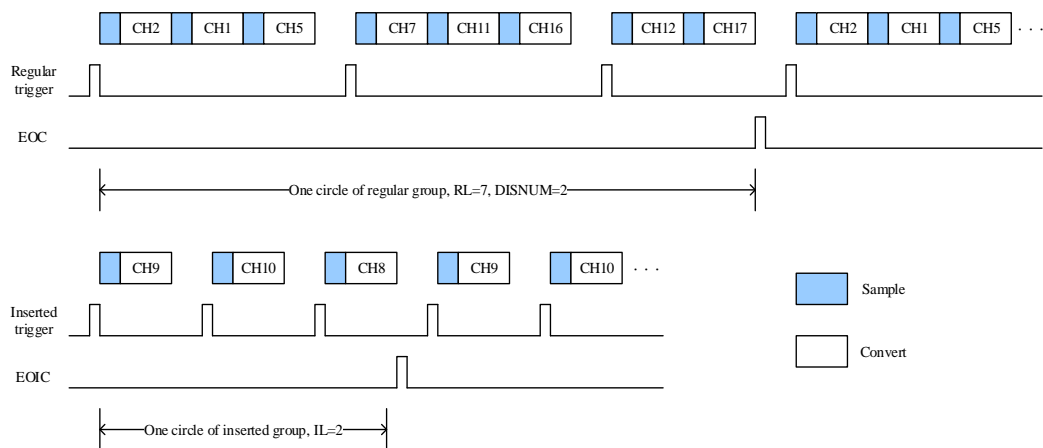 CH2 CH1 CH5 CH7 CH11 CH16 CH12 CH17 CH2 CH1 CH5 . . .
Regular
trigger
EOC
One circle of regular group, RL=7, DISNUM=2
CH9 CH10 CH8 CH9 CH10 . . .
Sample
Inserted
trigger
Convert
EOIC
One circle of inserted group, IL=2